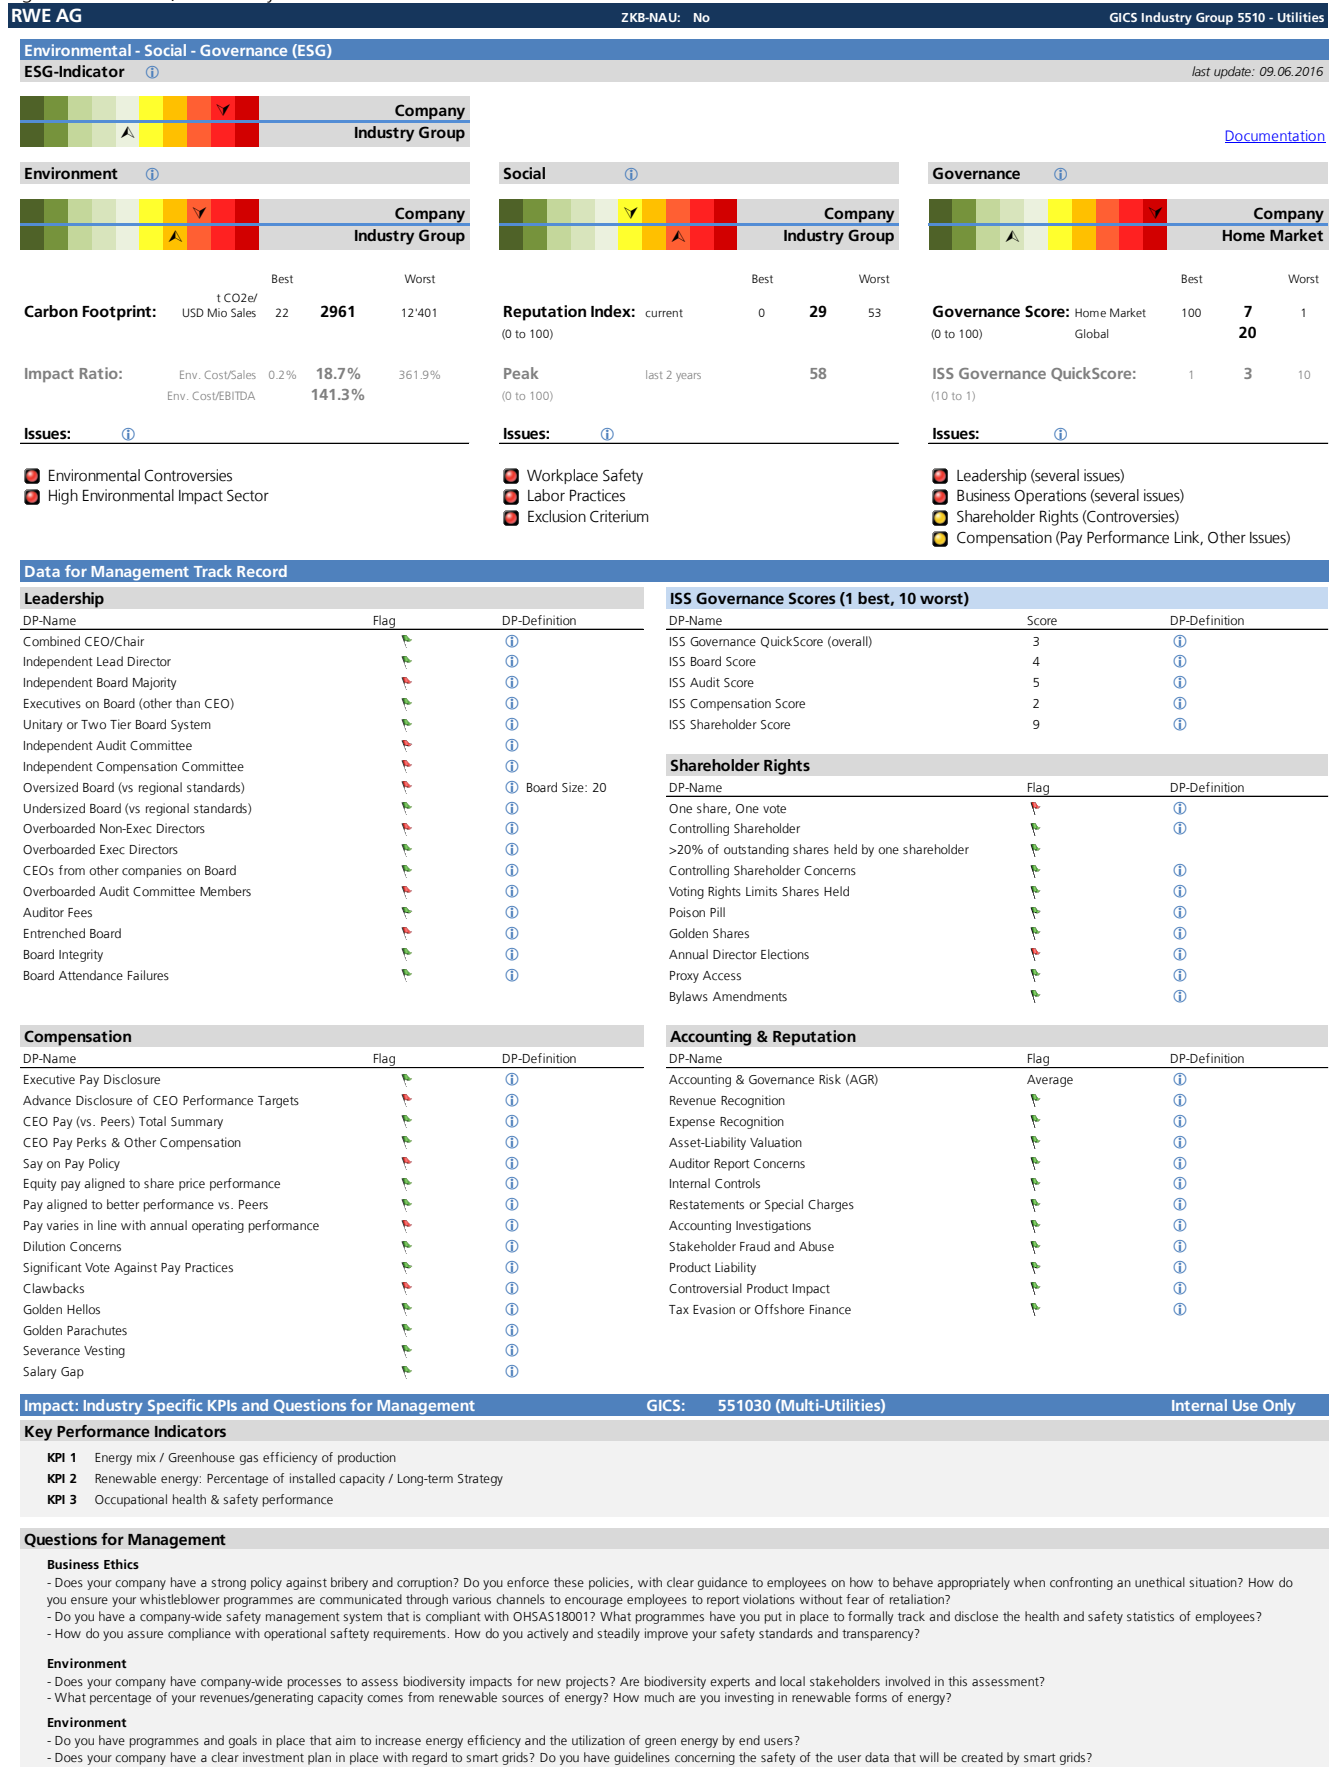 RWE AG ZKB-NAU: No GICS Industry Group 5510 - Utilities
Environmental - Social - Governance (ESG)
ESG-Indicator last update: 09.06.2016
Company
Industry Group
Documentation
Environment Social Governance
Company Company Company
Industry Group Industry Group Home Market
Best Worst Best Worst Best Worst
t CO2e/
Carbon Footprint: USD Mio Sales 22 2961 12'401 Reputation Index: current 0 29 53 Governance Score: Home Market 100 7 1
(0 to 100) (0 to 100) Global 20
Impact Ratio: Env. Cost/Sales 0.2% 18.7% 361.9% Peak last 2 years 58 ISS Governance QuickScore: 1 3 10
Env. Cost/EBITDA 141.3% (0 to 100) (10 to 1)
Issues: Issues: Issues:
Environmental Controversies Workplace Safety Leadership (several issues)
High Environmental Impact Sector Labor Practices Business Operations (several issues)
Exclusion Criterium Shareholder Rights (Controversies)
Compensation (Pay Performance Link, Other Issues)
Data for Management Track Record
Leadership
DP-Name Flag DP-Definition
Combined CEO/Chair
Independent Lead Director
Independent Board Majority
Executives on Board (other than CEO)
Unitary or Two Tier Board System
Independent Audit Committee
Independent Compensation Committee
Oversized Board (vs regional standards) Board Size: 20
Undersized Board (vs regional standards)
Overboarded Non-Exec Directors
Overboarded Exec Directors
CEOs from other companies on Board
Overboarded Audit Committee Members
Auditor Fees
Entrenched Board
Board Integrity
Board Attendance Failures
ISS Governance Scores (1 best, 10 worst)
DP-Name Score DP-Definition
ISS Governance QuickScore (overall) 3
ISS Board Score 4
ISS Audit Score 5
ISS Compensation Score 2
ISS Shareholder Score 9
Shareholder Rights
DP-Name Flag DP-Definition
One share, One vote
Controlling Shareholder
>20% of outstanding shares held by one shareholder
Controlling Shareholder Concerns
Voting Rights Limits Shares Held
Poison Pill
Golden Shares
Annual Director Elections
Proxy Access
Bylaws Amendments
Compensation
DP-Name Flag DP-Definition
Executive Pay Disclosure
Advance Disclosure of CEO Performance Targets
CEO Pay (vs. Peers) Total Summary
CEO Pay Perks & Other Compensation
Say on Pay Policy
Equity pay aligned to share price performance
Pay aligned to better performance vs. Peers
Pay varies in line with annual operating performance
Dilution Concerns
Significant Vote Against Pay Practices
Clawbacks
Golden Hellos
Golden Parachutes
Severance Vesting
Salary Gap
Accounting & Reputation
DP-Name Flag DP-Definition
Accounting & Governance Risk (AGR) Average
Revenue Recognition
Expense Recognition
Asset-Liability Valuation
Auditor Report Concerns
Internal Controls
Restatements or Special Charges
Accounting Investigations
Stakeholder Fraud and Abuse
Product Liability
Controversial Product Impact
Tax Evasion or Offshore Finance
Impact: Industry Specific KPIs and Questions for Management GICS: 551030 (Multi-Utilities) Internal Use Only
Key Performance Indicators
KPI 1 Energy mix / Greenhouse gas efficiency of production
KPI 2 Renewable energy: Percentage of installed capacity / Long-term Strategy
KPI 3 Occupational health & safety performance
Questions for Management
Business Ethics
- Does your company have a strong policy against bribery and corruption? Do you enforce these policies, with clear guidance to employees on how to behave appropriately when confronting an unethical situation? How do
you ensure your whistleblower programmes are communicated through various channels to encourage employees to report violations without fear of retaliation?
- Do you have a company-wide safety management system that is compliant with OHSAS18001? What programmes have you put in place to formally track and disclose the health and safety statistics of employees?
- How do you assure compliance with operational saftety requirements. How do you actively and steadily improve your safety standards and transparency?
Environment
- Does your company have company-wide processes to assess biodiversity impacts for new projects? Are biodiversity experts and local stakeholders involved in this assessment?
- What percentage of your revenues/generating capacity comes from renewable sources of energy? How much are you investing in renewable forms of energy?
Environment
- Do you have programmes and goals in place that aim to increase energy efficiency and the utilization of green energy by end users?
- Does your company have a clear investment plan in place with regard to smart grids? Do you have guidelines concerning the safety of the user data that will be created by smart grids?